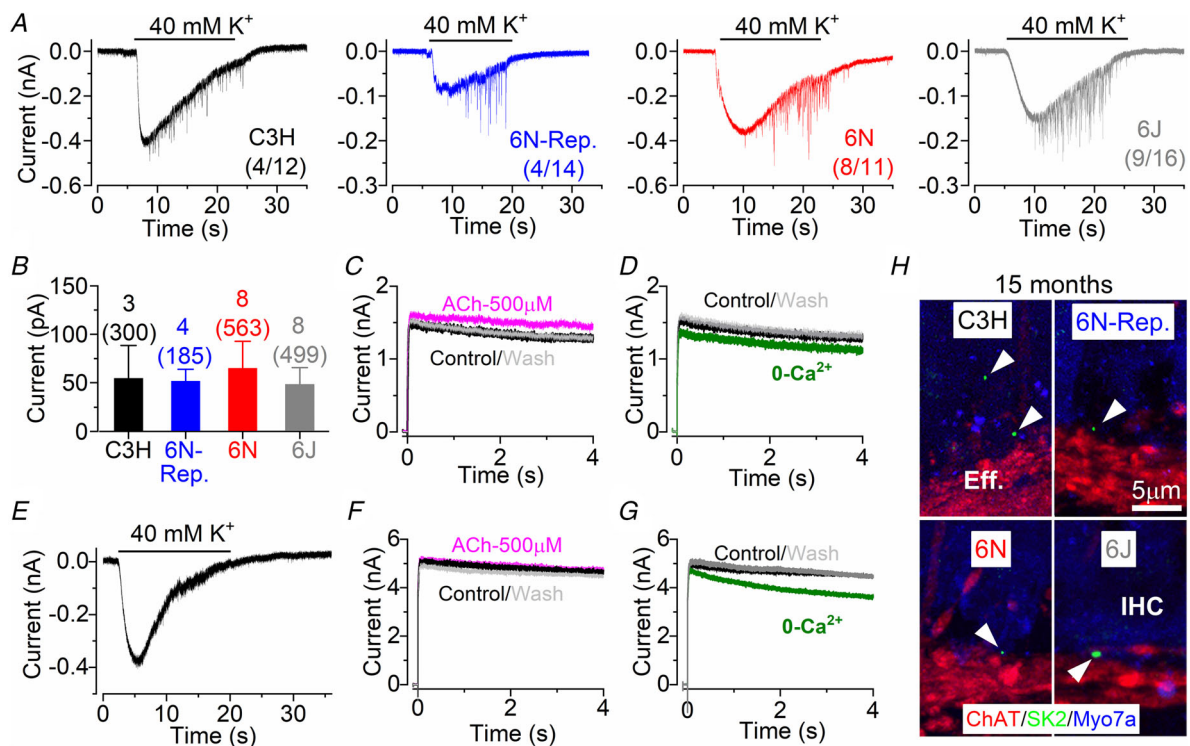 A
40 mM K+
Current (nA)
0.0
-0.2
-0.4
-0.6
0 10 20 30
Time (s)
C3H
(4/12)
40 mM K+
0.0
-0.1
-0.2
-0.3
0 10 20 30
Time (s)
6N-Rep.
(4/14)
40 mM K+
0.0
-0.2
-0.4
-0.6
0 10 20 30
Time (s)
6N
(8/11)
40 mM K+
0.0
-0.1
-0.2
-0.3
0 10 20 30
Time (s)
6J
(9/16)
B
Current (pA)
150
100
50
0
3
(300)
4
(185)
8
(563)
8
(499)
C3H
6N-
Rep.
6N
6J
C
Current (nA)
2
1
0
ACh-500μM
Control/Wash
0 2 4
Time (s)
D
Current (nA)
2
1
0
Control/Wash
0-Ca2+
0 2 4
Time (s)
E
40 mM K+
Current (nA)
0.0
-0.2
-0.4
0 10 20 30
Time (s)
F
Current (nA)
6
4
2
0
ACh-500μM
Control/Wash
0 2 4
Time (s)
G
Current (nA)
6
4
2
0
Control/Wash
0-Ca2+
0 2 4
Time (s)
H
15 months
C3H
Eff.
6N-Rep.
5μm
6N
6J
IHC
ChAT/SK2/Myo7a